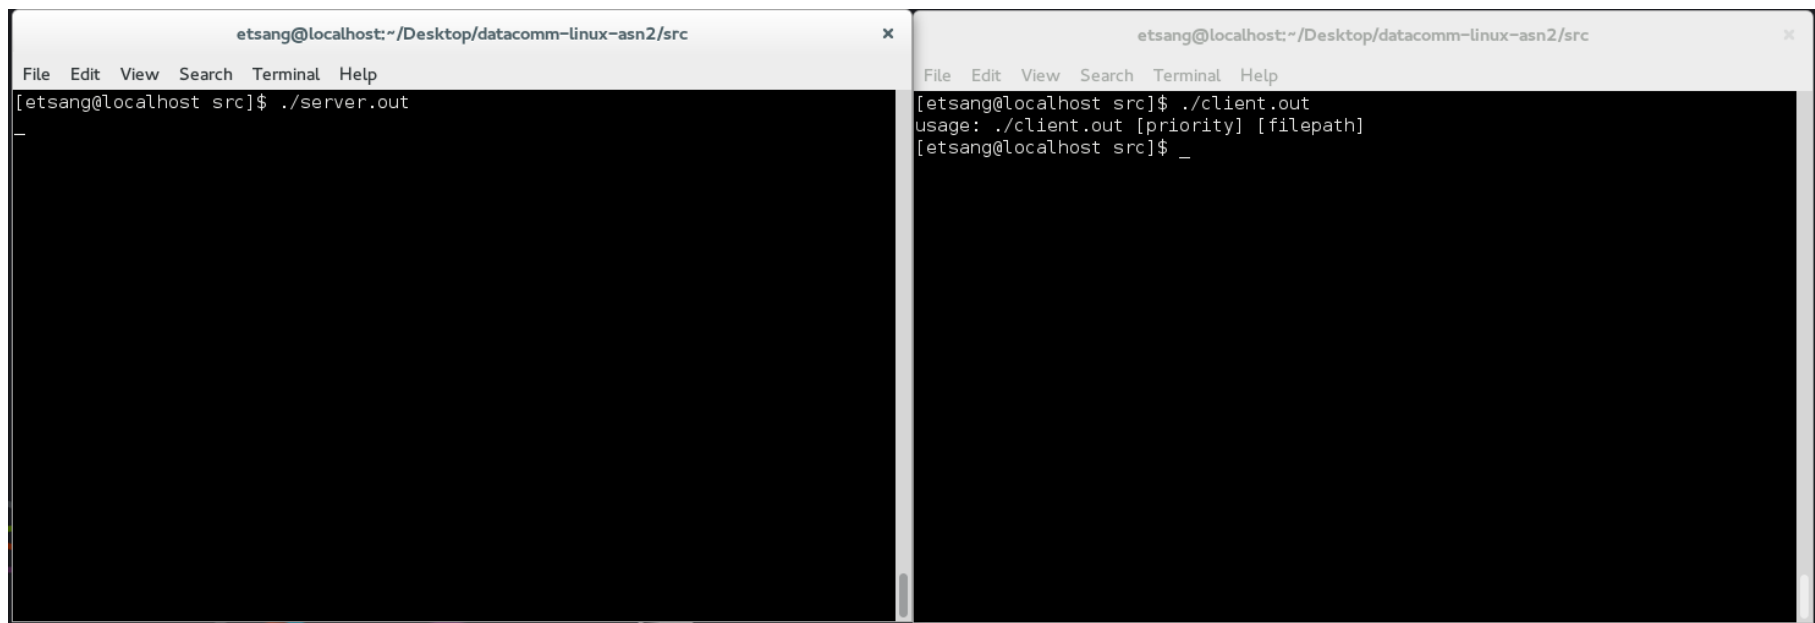 etsang@localhost:~/Desktop/datacomm-linux-asn2/src ×
File Edit View Search Terminal Help
[etsang@localhost src]$ ./server.out
_
etsang@localhost:~/Desktop/datacomm-linux-asn2/src ×
File Edit View Search Terminal Help
[etsang@localhost src]$ ./client.out
usage: ./client.out [priority] [filepath]
[etsang@localhost src]$ _